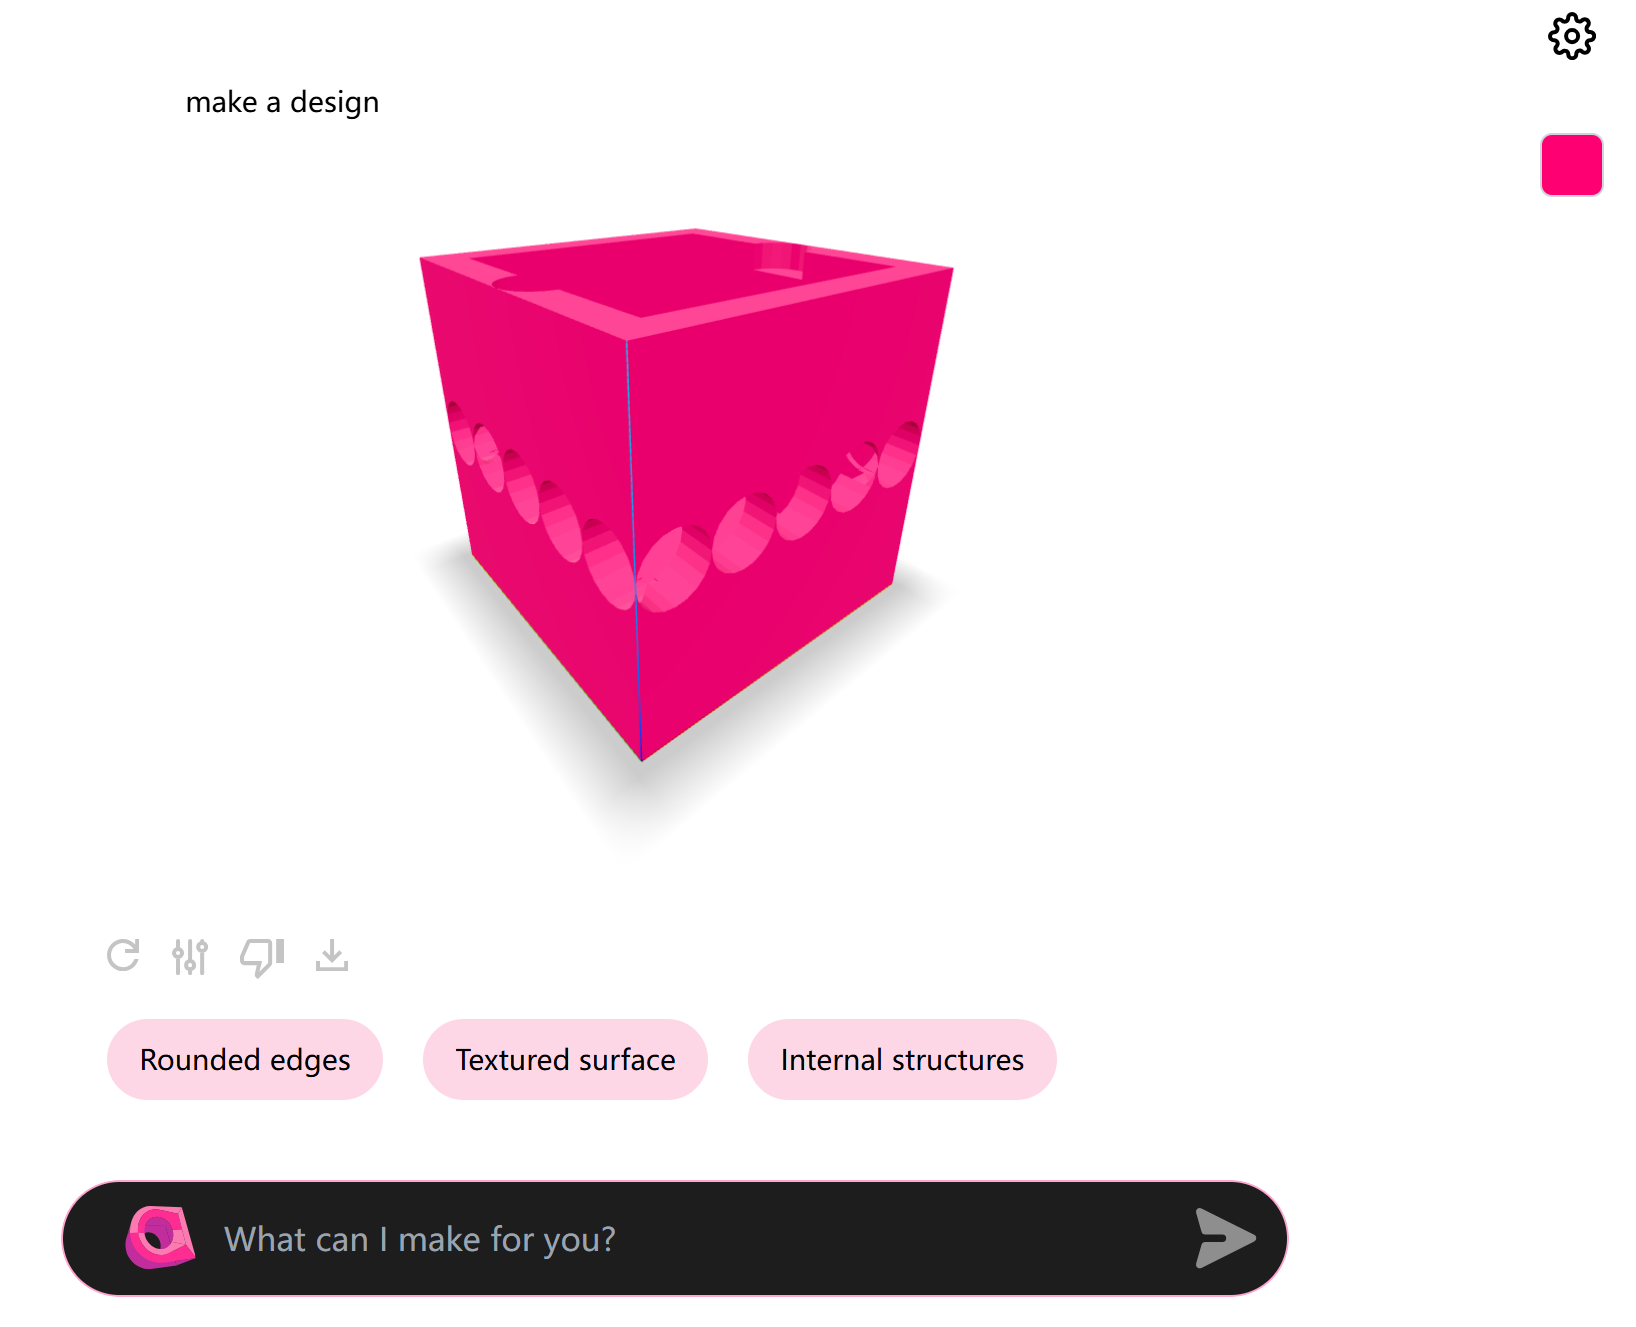 make a design
Rounded edges
Textured surface
Internal structures
What can I make for you?